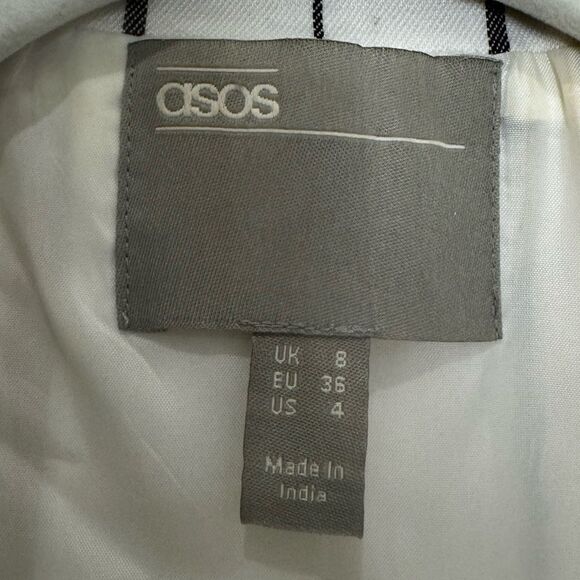 asos
UK 8
EU 36
US 4
Made In
India